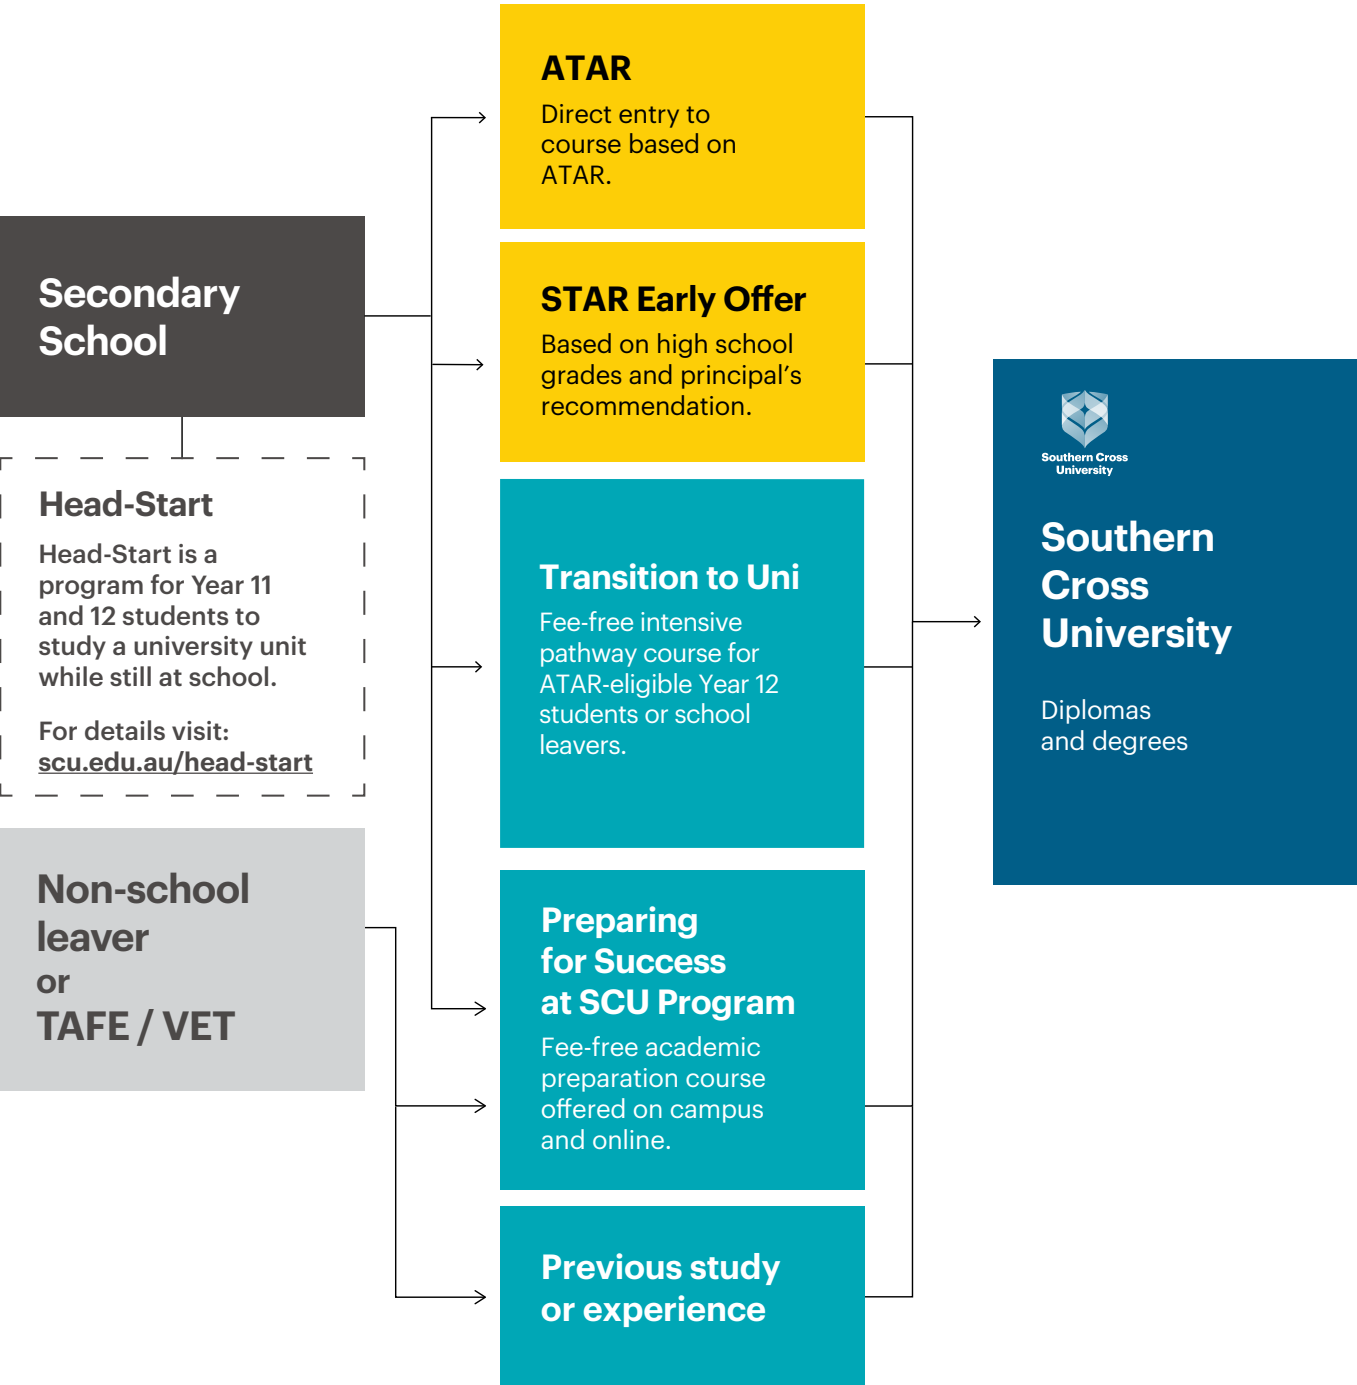 Secondary
School
Head-Start
Head-Start is a
program for Year 11
and 12 students to
study a university unit
while still at school.
For details visit:
scu.edu.au/head-start
Non-school
leaver
or
TAFE / VET
ATAR
Direct entry to
course based on
ATAR.
STAR Early Offer
Based on high school
grades and principal’s
recommendation.
Transition to Uni
Fee-free intensive
pathway course for
ATAR-eligible Year 12
students or school
leavers.
Preparing
for Success
at SCU Program
Fee-free academic
preparation course
offered on campus
and online.
Previous study
or experience
Southern Cross
University
Southern
Cross
University
Diplomas
and degrees